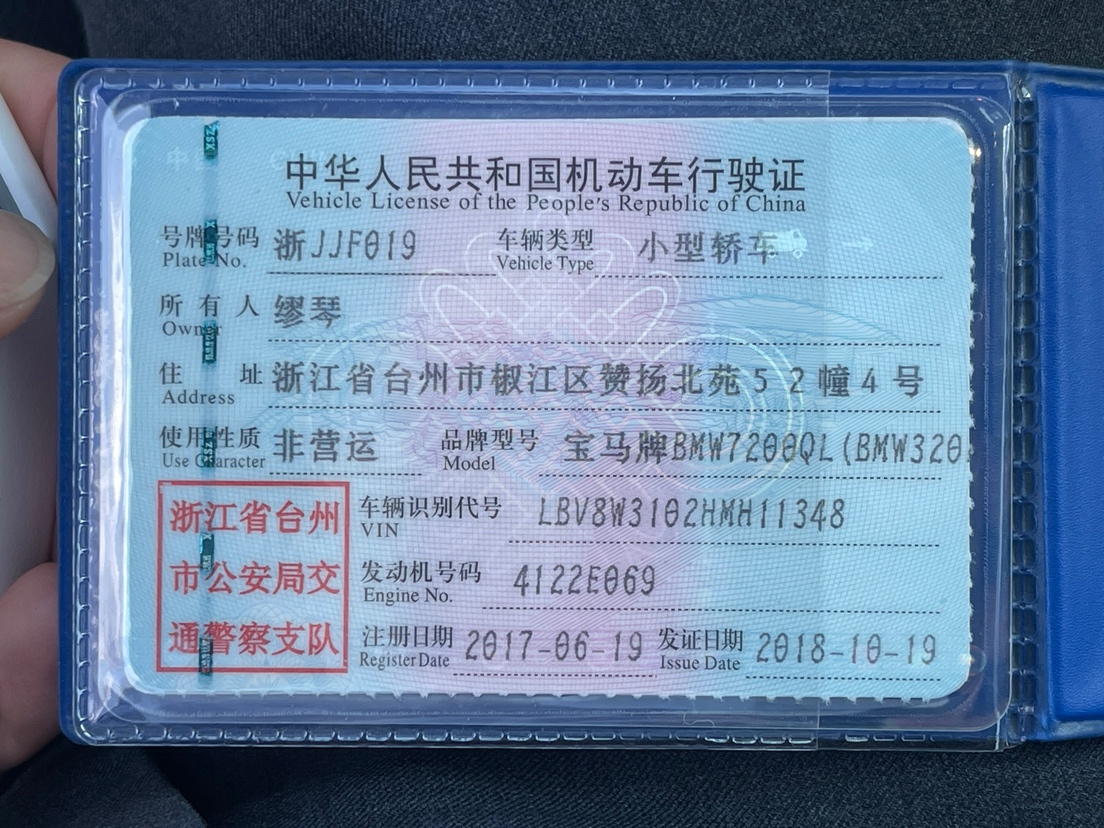 中华人民共和国机动车行驶证
Vehicle License of the People's Republic of China
号牌号码 浙JJF019 车辆类型 小型轿车
Plate No. Vehicle Type
所有人 缪琴
Owner
住址 浙江省台州市椒江区赞扬北苑52幢4号
Address
使用性质 非营运 品牌型号 宝马牌BMW7200QL(BMW320
Use Character Model
浙江省台州
市公安局交
通警察支队
车辆识别代号 LBV8W3102HMH11348
VIN
发动机号码 4122E069
Engine No.
注册日期 2017-06-19 发证日期 2018-10-19
Register Date Issue Date